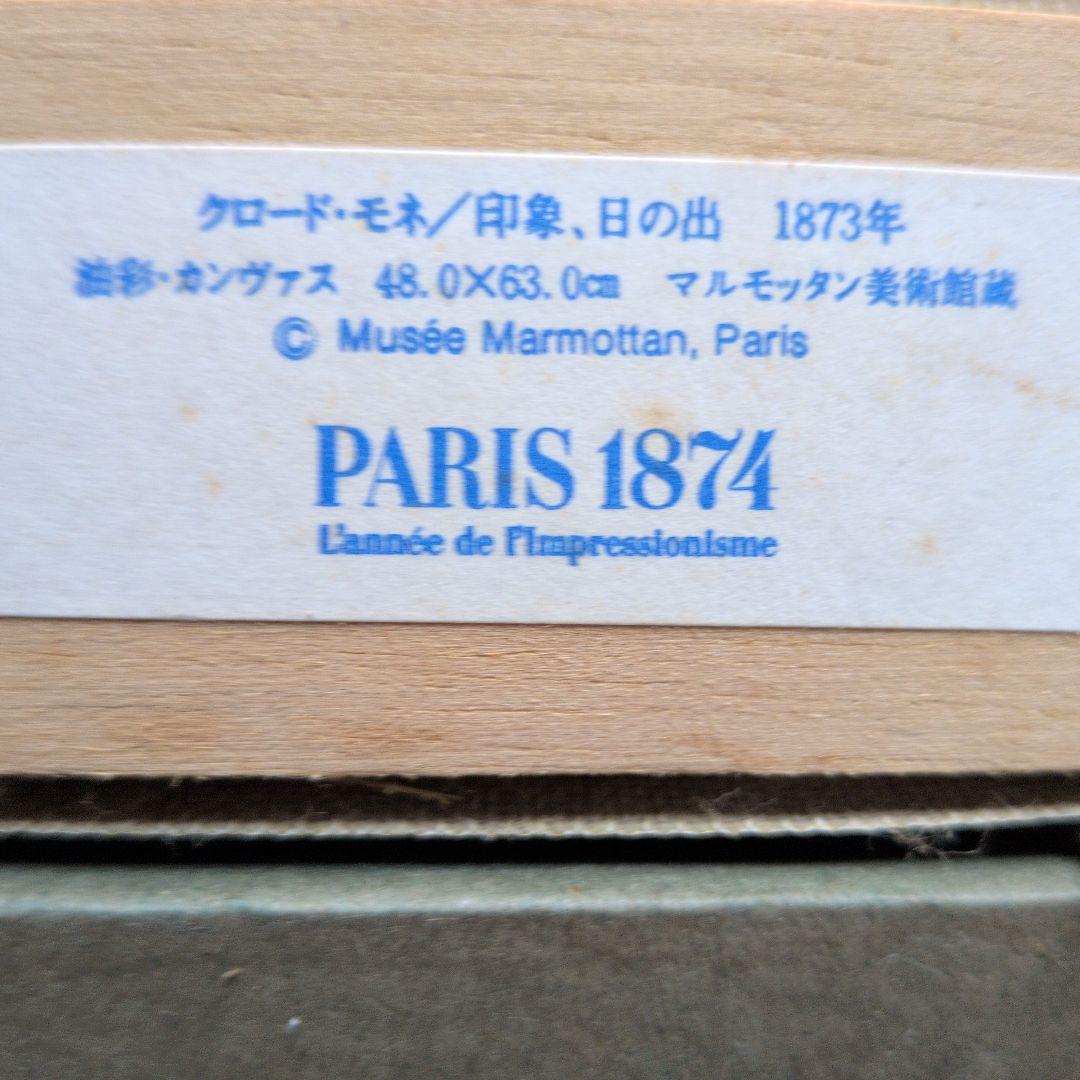 クロード・モネ／印象、日の出　1873年
油彩・カンヴァス　48.0×63.0㎝　マルモッタン美術館蔵
© Musée Marmottan, Paris
PARIS 1874
L'année de l'Impressionisme